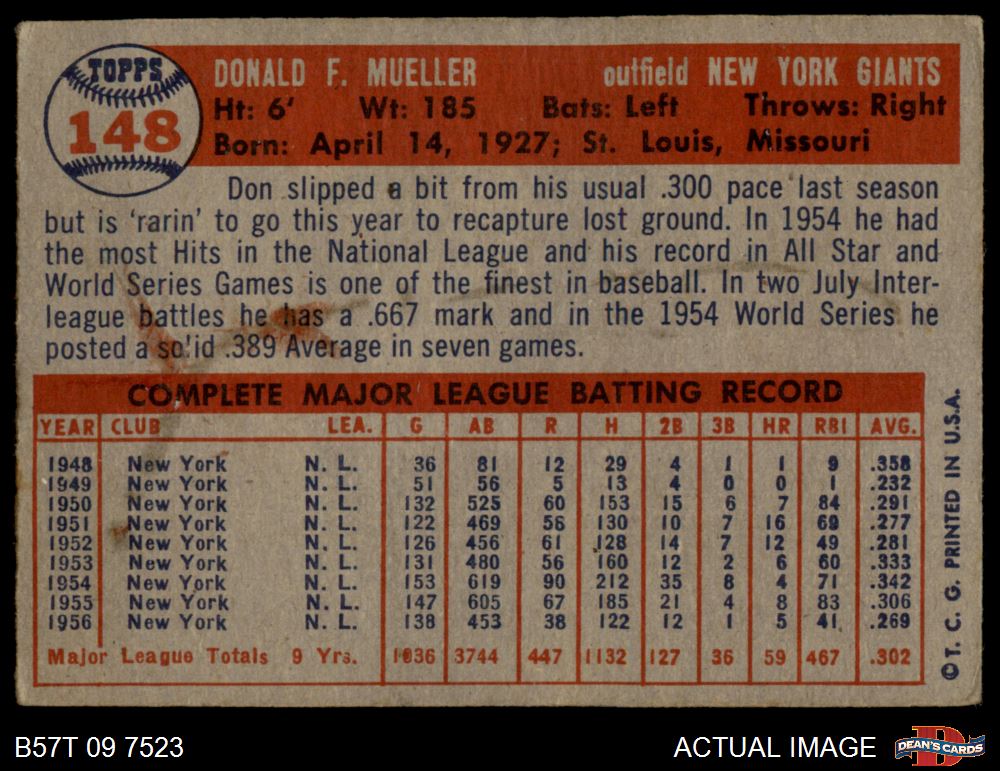 TOPPS
148
DONALD F. MUELLER outfield NEW YORK GIANTS
Ht: 6' Wt: 185 Bats: Left Throws: Right
Born: April 14, 1927; St. Louis, Missouri
Don slipped a bit from his usual .300 pace last season
but is 'rarin' to go this year to recapture lost ground. In 1954 he had
the most Hits in the National League and his record in All Star and
World Series Games is one of the finest in baseball. In two July Inter-
league battles he has a .667 mark and in the 1954 World Series he
posted a solid .389 Average in seven games.
COMPLETE MAJOR LEAGUE BATTING RECORD
YEAR CLUB LEA. G AB R H 2B 3B HR RBI AVG.
1948 New York N. L. 36 81 12 29 4 1 1 9 .358
1949 New York N. L. 51 56 5 13 4 0 0 1 .232
1950 New York N. L. 132 525 60 153 15 6 7 84 .291
1951 New York N. L. 122 469 56 130 10 7 16 69 .277
1952 New York N. L. 126 456 61 128 14 7 12 49 .281
1953 New York N. L. 131 480 56 160 12 2 6 60 .333
1954 New York N. L. 153 619 90 212 35 8 4 71 .342
1955 New York N. L. 147 605 67 185 21 4 8 83 .306
1956 New York N. L. 138 453 38 122 12 1 5 41 .269
Major League Totals 9 Yrs. 1036 3744 447 1132 127 36 59 467 .302
© T. C. G. PRINTED IN U.S.A.
B57T 09 7523
ACTUAL IMAGE
D
DEAN'S CARDS